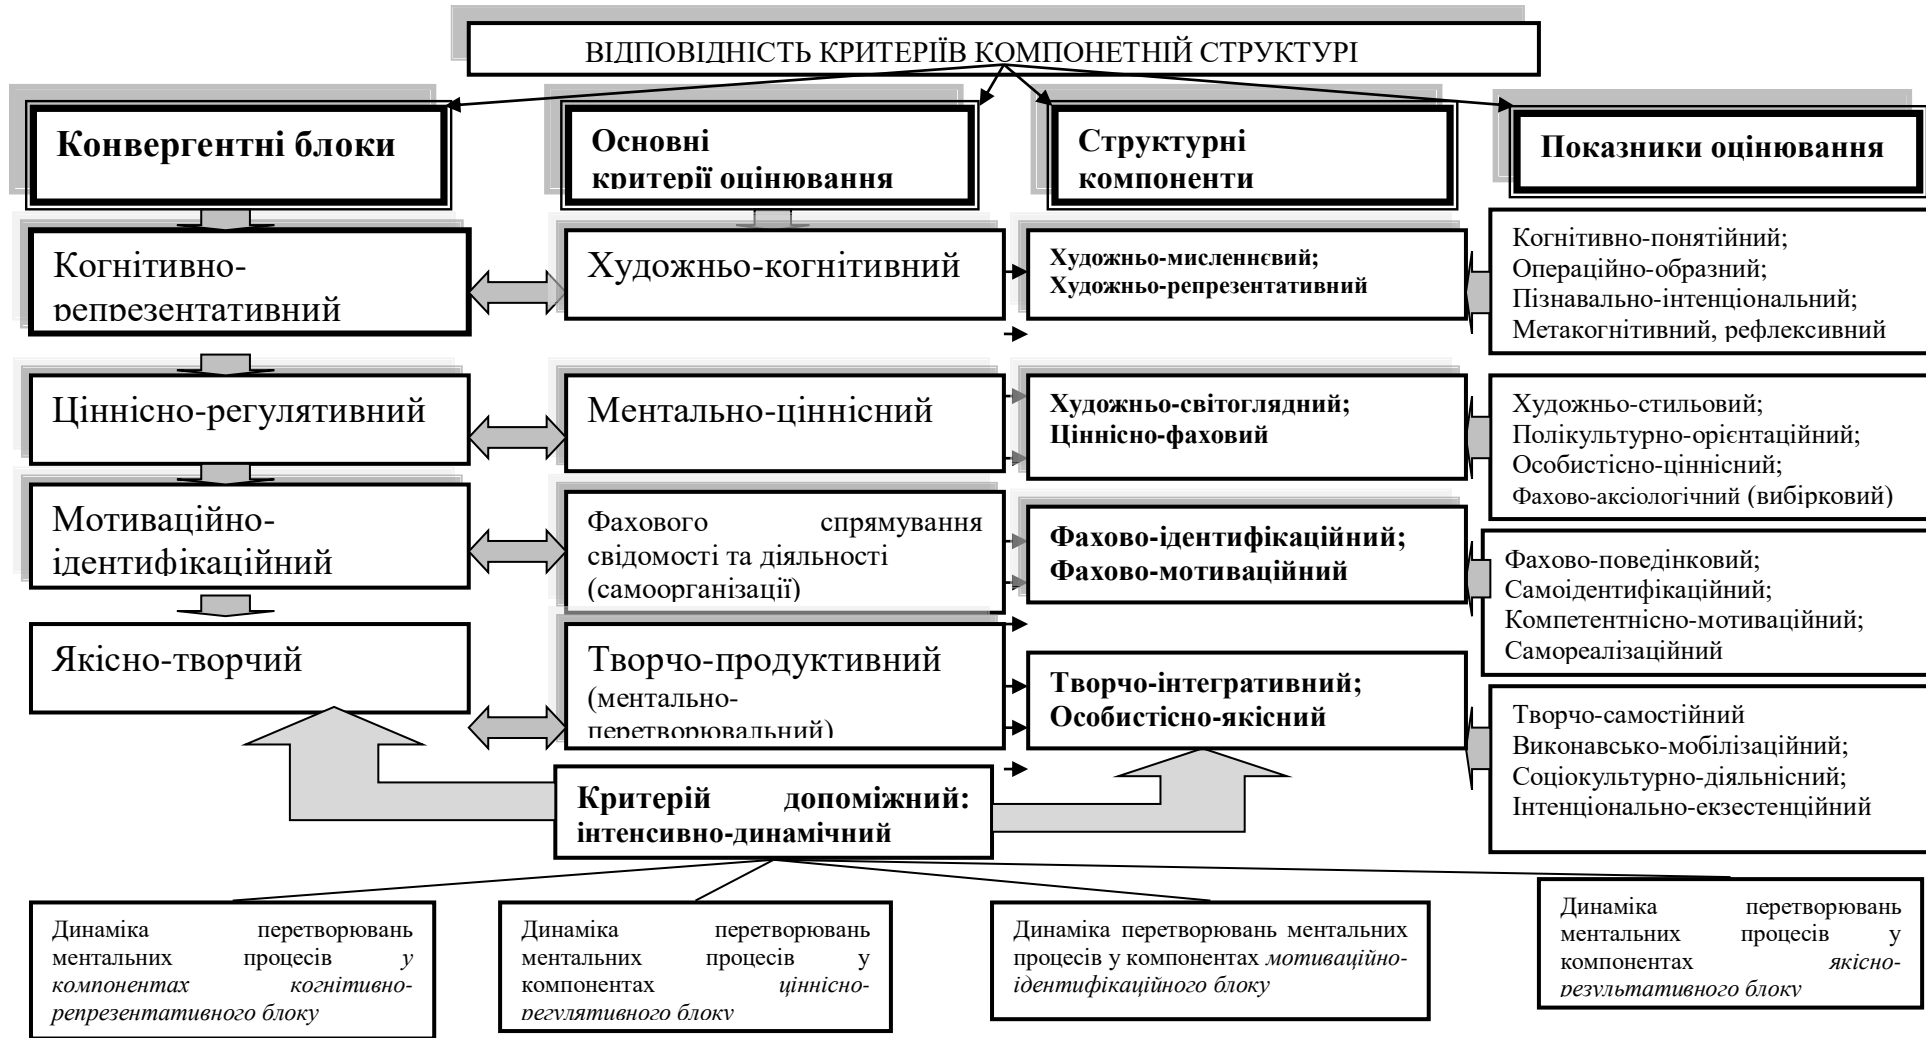 ВІДПОВІДНІСТЬ КРИТЕРІЇВ КОМПОНЕТНІЙ СТРУКТУРІ
Конвергентні блоки
Основні
критерії оцінювання
Структурні
компоненти
Показники оцінювання
Когнітивно-
репрезентативний
Художньо-когнітивний
Художньо-мисленнєвий;
Художньо-репрезентативний
Когнітивно-понятійний;
Операційно-образний;
Пізнавально-інтенціональний;
Метакогнітивний, рефлексивний
Ціннісно-регулятивний
Ментально-ціннісний
Художньо-світоглядний;
Ціннісно-фаховий
Художньо-стильовий;
Полікультурно-орієнтаційний;
Особистісно-ціннісний;
Фахово-аксіологічний (вибірковий)
Мотиваційно-
ідентифікаційний
Фахового спрямування
свідомості та діяльності
(самоорганізації)
Фахово-ідентифікаційний;
Фахово-мотиваційний
Фахово-поведінковий;
Самоідентифікаційний;
Компетентнісно-мотиваційний;
Самореалізаційний
Якісно-творчий
Творчо-продуктивний
(ментально-
перетворювальний)
Творчо-інтегративний;
Особистісно-якісний
Творчо-самостійний
Виконавсько-мобілізаційний;
Соціокультурно-діяльнісний;
Інтенціонально-екзестенційний
Критерій допоміжний:
інтенсивно-динамічний
Динаміка перетворювань
ментальних процесів у
компонентах когнітивно-
репрезентативного блоку
Динаміка перетворювань
ментальних процесів у
компонентах ціннісно-
регулятивного блоку
Динаміка перетворювань ментальних
процесів у компонентах мотиваційно-
ідентифікаційного блоку
Динаміка перетворювань
ментальних процесів у
компонентах якісно-
результативного блоку